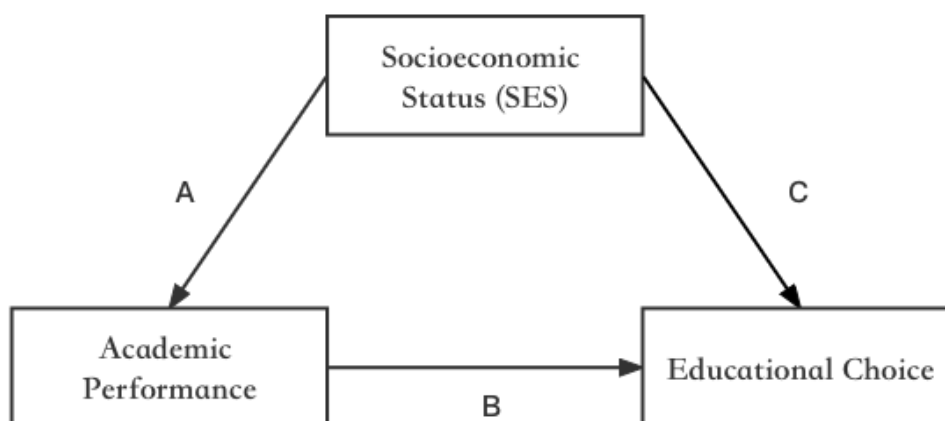 Socioeconomic
Status (SES)
A
C
Academic
Performance
Educational Choice
B